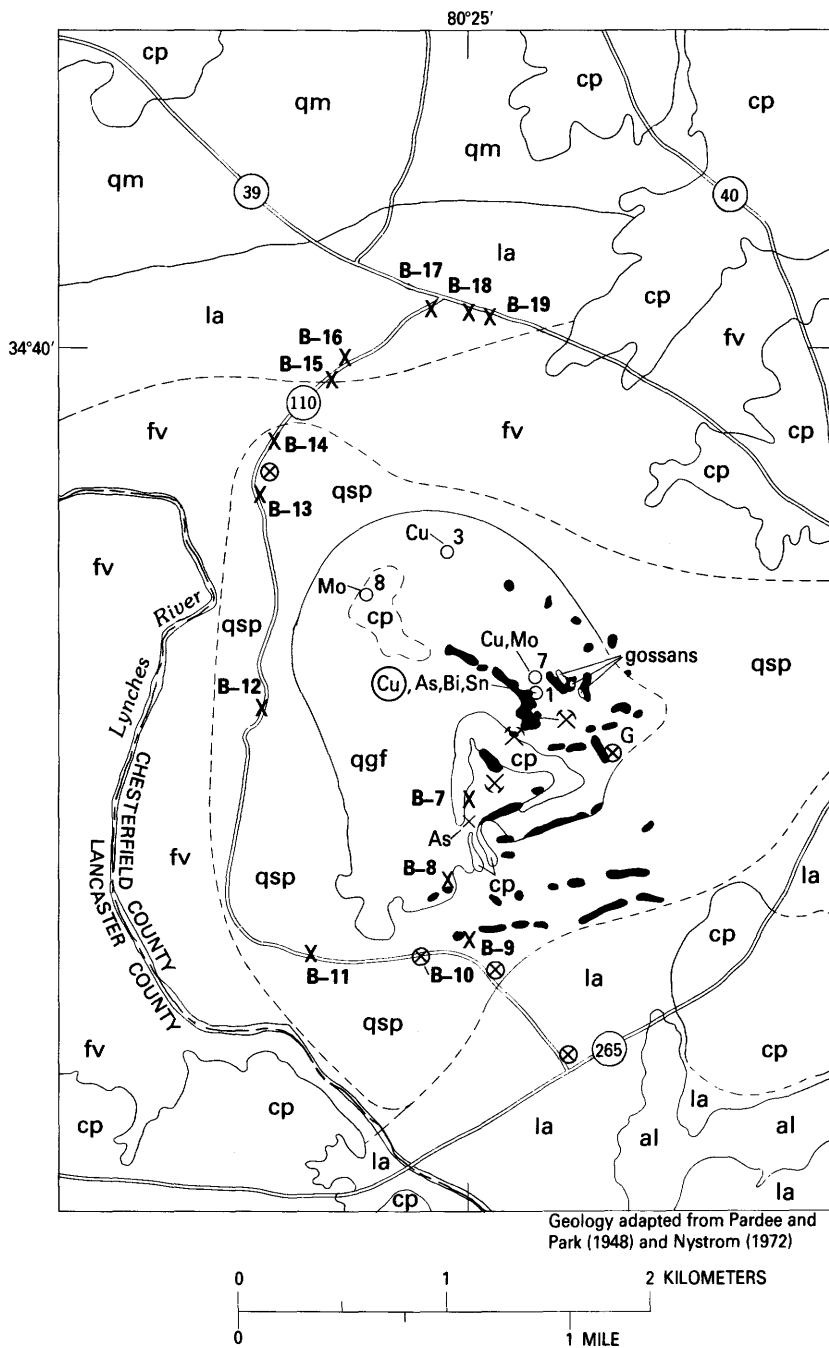 80°25'
cp
qm
cp
cp
qm
qm
39
40
la
B–17
B–18
B–19
cp
la
B–16
34°40'
B–15
fv
110
fv
B–14
fv
cp
cp
qsp
B–13
Cu 3
fv
Mo 8
cp
River
qsp
Cu,Mo
7
gossans
qsp
Lynches
B–12
Cu ,As,Bi,Sn
1
G
qgf
cp
B–7
As
CHESTERFIELD COUNTY
LANCASTER COUNTY
fv
B–8
cp
qsp
la
cp
B–9
B–11
B–10
la
qsp
265
fv
cp
cp
cp
la
la
al
al
la
cp
la
Geology adapted from Pardee and
Park (1948) and Nystrom (1972)
0 1 2 KILOMETERS
0 1 MILE